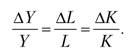 ΔY/Y = ΔL/L = ΔK/K.